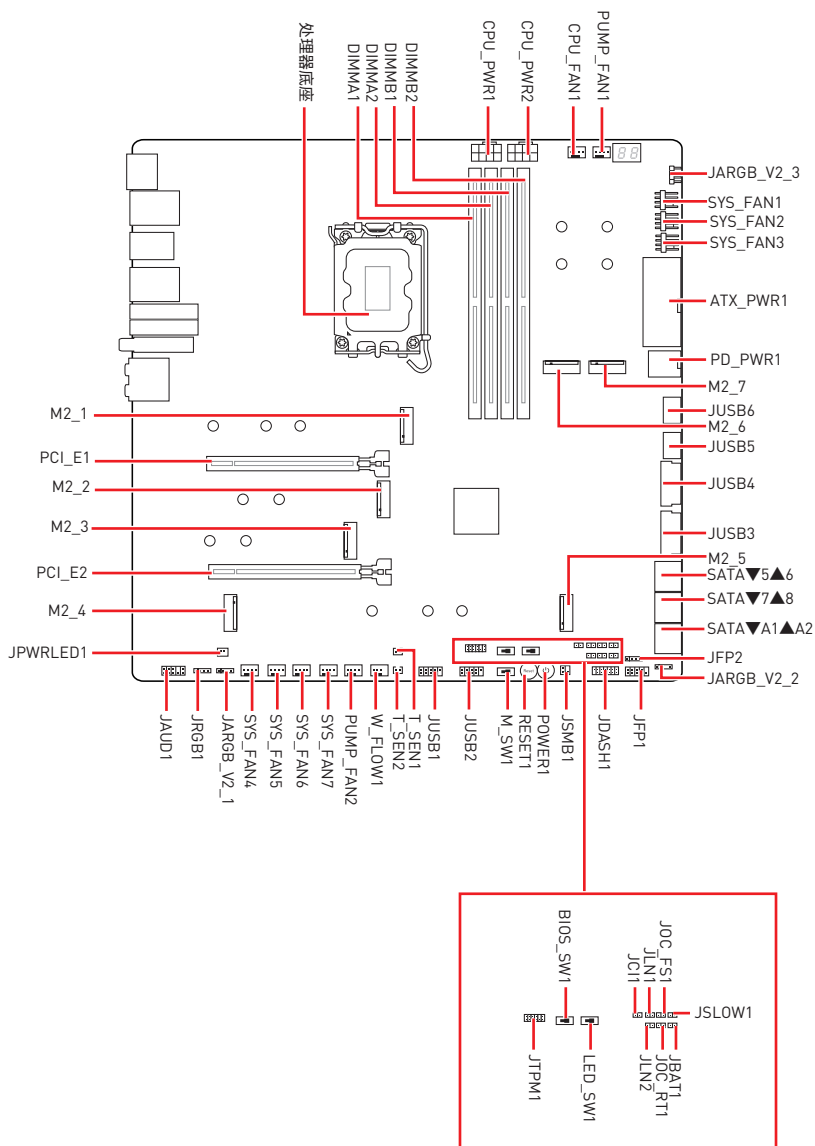 处理器底座
DIMMA1
DIMMA2
DIMMB1
DIMMB2
CPU_PWR1
CPU_PWR2
CPU_FAN1
PUMP_FAN1
JARGB_V2_3
SYS_FAN1
SYS_FAN2
SYS_FAN3
ATX_PWR1
PD_PWR1
M2_7
JUSB6
M2_6
JUSB5
JUSB4
JUSB3
M2_5
SATA▼5▲6
SATA▼7▲8
SATA▼A1▲A2
JFP2
JARGB_V2_2
M2_1
PCI_E1
M2_2
M2_3
PCI_E2
M2_4
JPWRLED1
Reset
JAUD1
JRGB1
JARGB_V2_1
SYS_FAN4
SYS_FAN5
SYS_FAN6
SYS_FAN7
PUMP_FAN2
W_FLOW1
T_SEN2
T_SEN1
JUSB1
JUSB2
M_SW1
RESET1
POWER1
JSMB1
JDASH1
JFP1
BIOS_SW1
JCI1
JLN1
JOC_FS1
JSLOW1
JTPM1
LED_SW1
JLN2
JOC_RT1
JBAT1